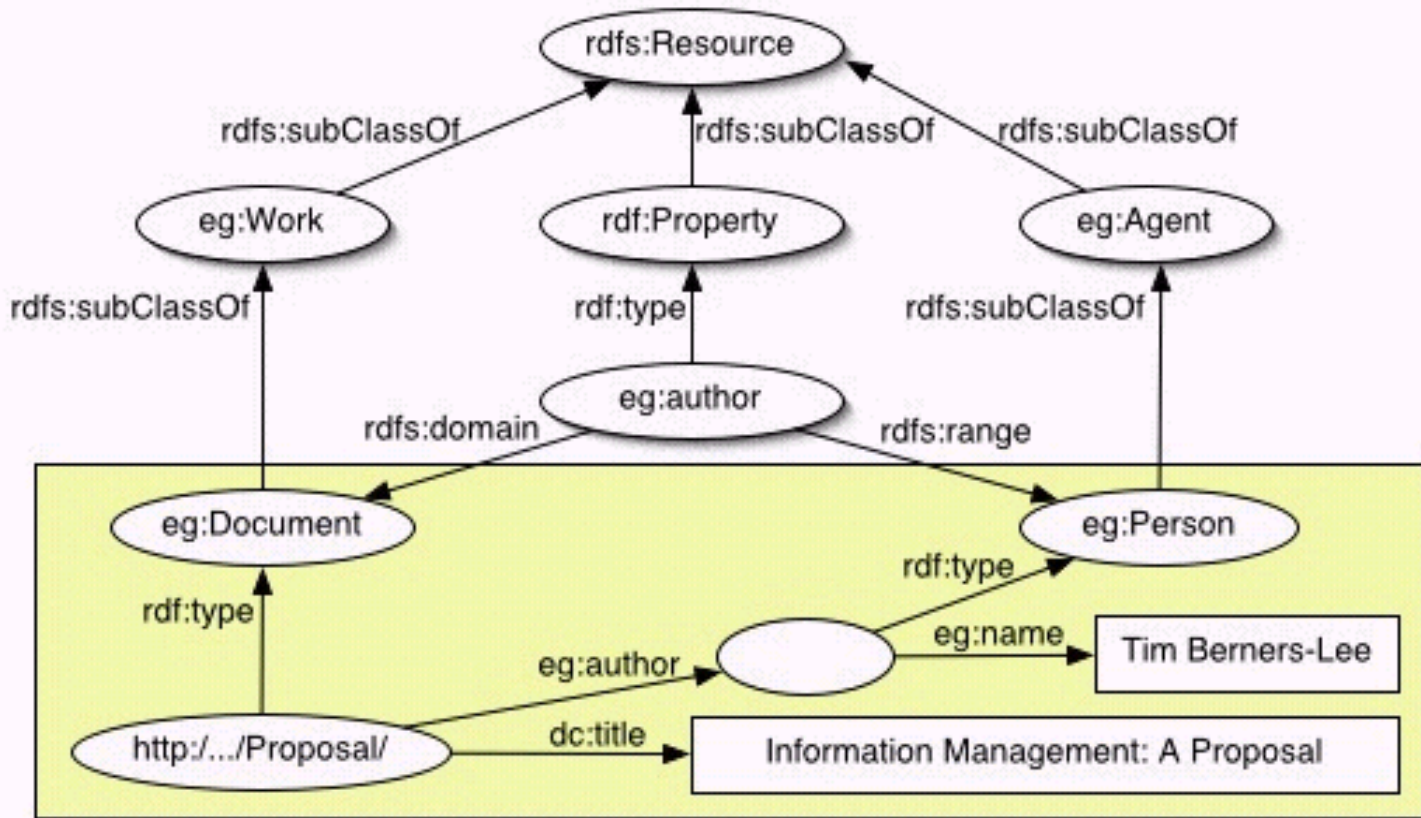 rdfs:Resource
rdfs:subClassOf
rdfs:subClassOf
rdfs:subClassOf
eg:Work
rdf:Property
eg:Agent
rdfs:subClassOf
rdf:type
rdfs:subClassOf
eg:author
rdfs:domain
rdfs:range
eg:Document
eg:Person
rdf:type
rdf:type
eg:name
Tim Berners-Lee
eg:author
http:/.../Proposal/
dc:title
Information Management: A Proposal